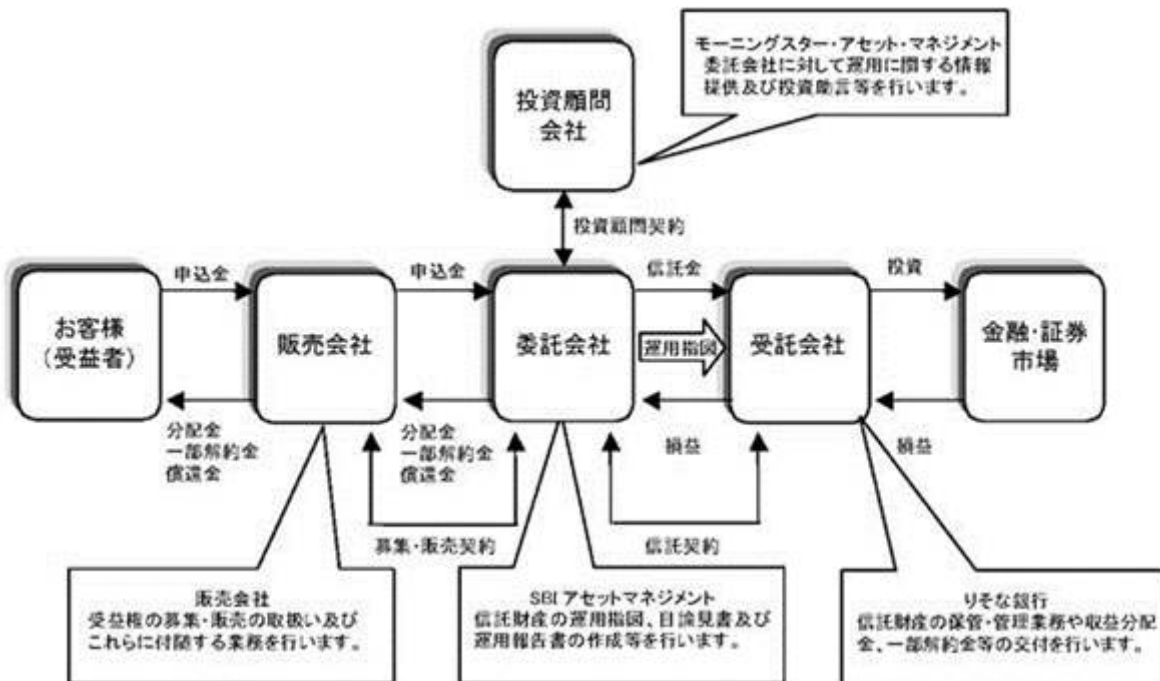 モーニングスター・アセット・マネジメント
委託会社に対して運用に関する情報
提供及び投資助言等を行います。
投資顧問
会社
投資顧問契約
申込金
申込金
信託金
投資
お客様
(受益者)
販売会社
委託会社
運用指図
受託会社
金融・証券
市場
分配金
一部解約金
償還金
分配金
一部解約金
償還金
損益
損益
募集・販売契約
信託契約
販売会社
受益権の募集・販売の取扱い及び
これらに付随する業務を行います。
SBI アセットマネジメント
信託財産の運用指図、目論見書及び
運用報告書の作成等を行います。
りそな銀行
信託財産の保管・管理業務や収益分配
金、一部解約金等の交付を行います。